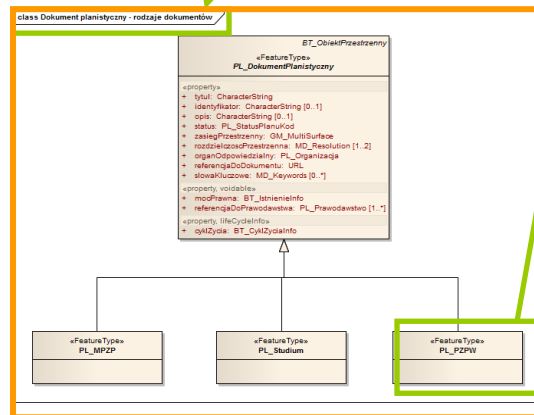 class Dokument planistyczny - rodzaje dokumentów
BT_ObiektPrzestrzenny
«FeatureType»
PL_DokumentPlanistyczny
«property»
+ tytul: CharacterString
+ identyfikator: CharacterString [0..1]
+ opis: CharacterString [0..1]
+ status: PL_StatusPlanuKod
+ zasiegPrzestrzenny: GM_MultiSurface
+ rozdzielczoscPrzestrzenna: MD_Resolution [1..2]
+ organOdpowiedzialny: PL_Organizacja
+ referencjaDoDokumentu: URL
+ slowaKluczowe: MD_Keywords [0..*]
«property, voidable»
+ mocPrawna: BT_IstnienieInfo
+ referencjaDoPrawodawstwa: PL_Prawodawstwo [1..*]
«property, lifeCycleInfo»
+ cyklZycia: BT_CyklZyciaInfo
«FeatureType» «FeatureType» «FeatureType»
PL_MPZP PL_Studium PL_PZPW